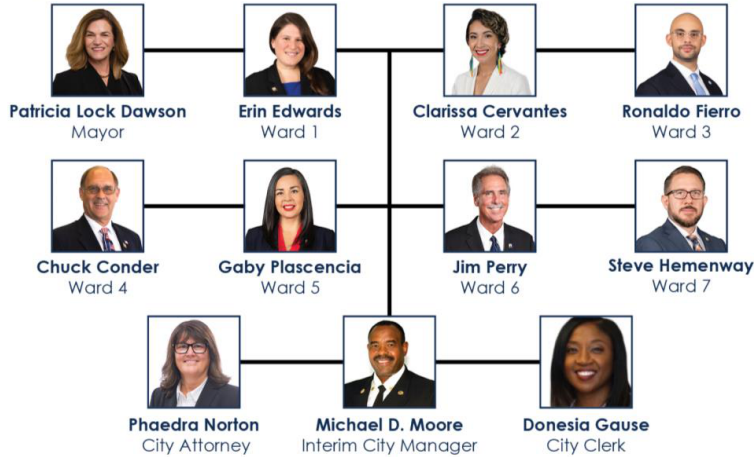 Patricia Lock Dawson
Mayor
Erin Edwards
Ward 1
Clarissa Cervantes
Ward 2
Ronaldo Fierro
Ward 3
Chuck Conder
Ward 4
Gaby Plascencia
Ward 5
Jim Perry
Ward 6
Steve Hemenway
Ward 7
Phaedra Norton
City Attorney
Michael D. Moore
Interim City Manager
Donesia Gause
City Clerk